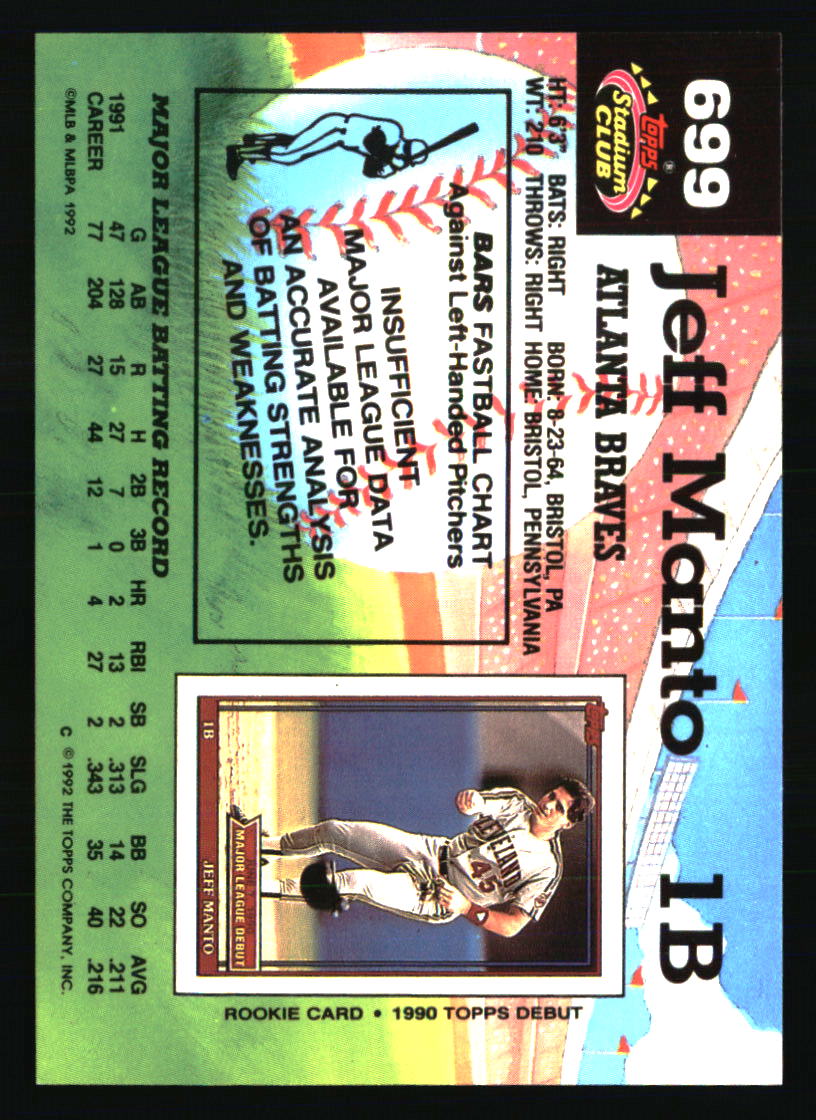 699
Topps®
Stadium
CLUB
Jeff Manto 1B
ATLANTA BRAVES
HT: 6'3" BATS: RIGHT BORN: 8-23-64, BRISTOL, PA
WT: 210 THROWS: RIGHT HOME: BRISTOL, PENNSYLVANIA
BARS FASTBALL CHART
Against Left-Handed Pitchers
INSUFFICIENT
MAJOR LEAGUE DATA
AVAILABLE FOR
AN ACCURATE ANALYSIS
OF BATTING STRENGTHS
AND WEAKNESSES.
Topps
CLEVELAND
45
MAJOR LEAGUE DEBUT
1B JEFF MANTO
ROOKIE CARD • 1990 TOPPS DEBUT
MAJOR LEAGUE BATTING RECORD
G AB R H 2B 3B HR RBI SB SLG BB SO AVG
1991 47 128 15 27 7 0 2 13 2 .313 14 22 .211
CAREER 77 204 27 44 12 1 4 27 2 .343 35 40 .216
©MLB & MLBPA 1992 C © 1992 THE TOPPS COMPANY, INC.